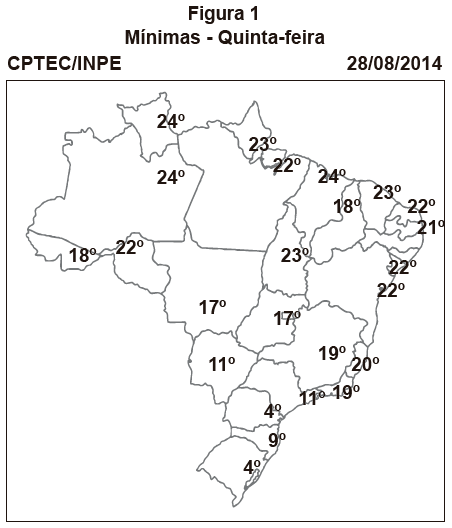 Figura 1
Mínimas - Quinta-feira
CPTEC/INPE 28/08/2014
24º
23º
22º
24º
24º
23º
18º
22º
21º
22º
18º
23º
22º
22º
17º
17º
19º
11º
20º
19º
11º
4º
9º
4º